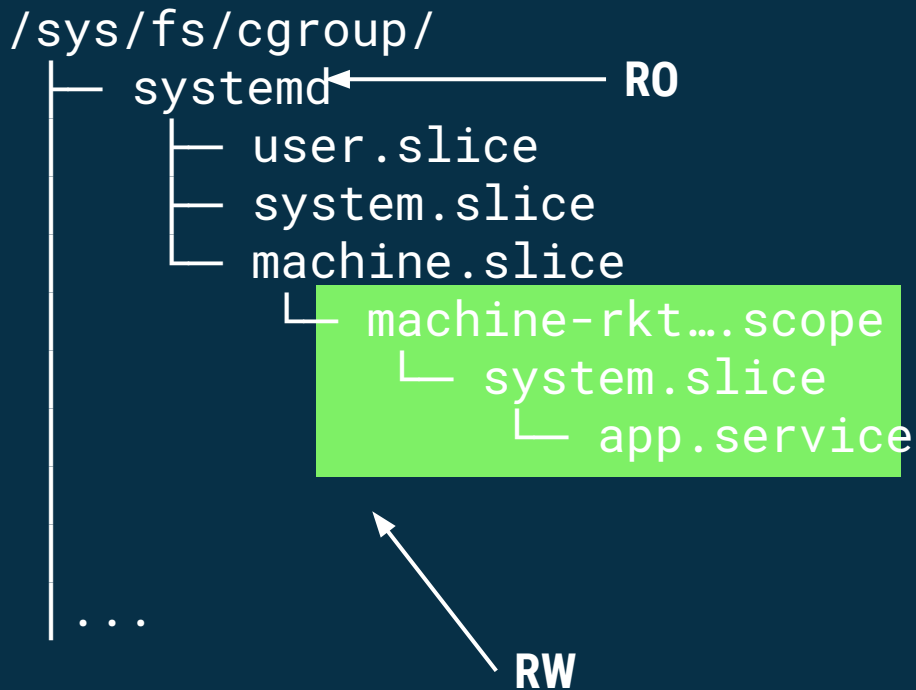 /sys/fs/cgroup/
├── systemd RO
├── user.slice
├── system.slice
└── machine.slice
└── machine-rkt….scope
└── system.slice
└── app.service
...
RW